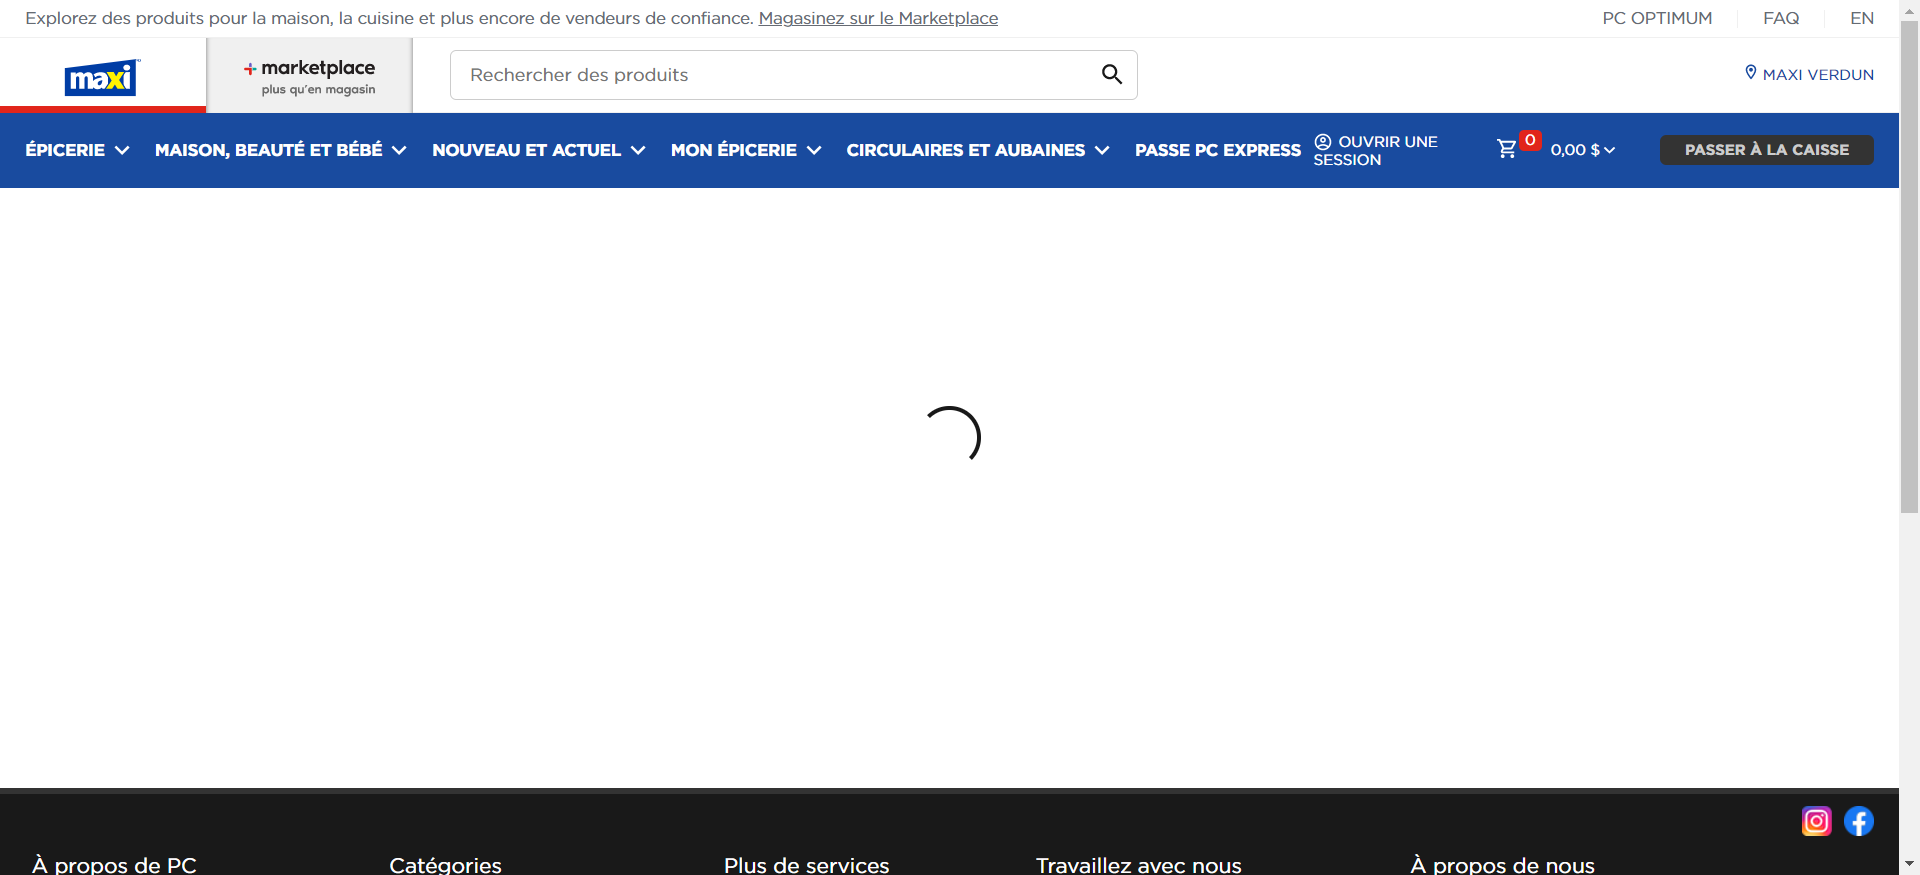 Explorez des produits pour la maison, la cuisine et plus encore de vendeurs de confiance. Magasinez sur le Marketplace
PC OPTIMUM
FAQ
EN
maxi
marketplace
plus qu'en magasin
Rechercher des produits
MAXI VERDUN
ÉPICERIE
MAISON, BEAUTÉ ET BÉBÉ
NOUVEAU ET ACTUEL
MON ÉPICERIE
CIRCULAIRES ET AUBAINES
PASSE PC EXPRESS
OUVRIR UNE
SESSION
0
0,00 $
PASSER À LA CAISSE
À propos de PC
Catégories
Plus de services
Travaillez avec nous
À propos de nous